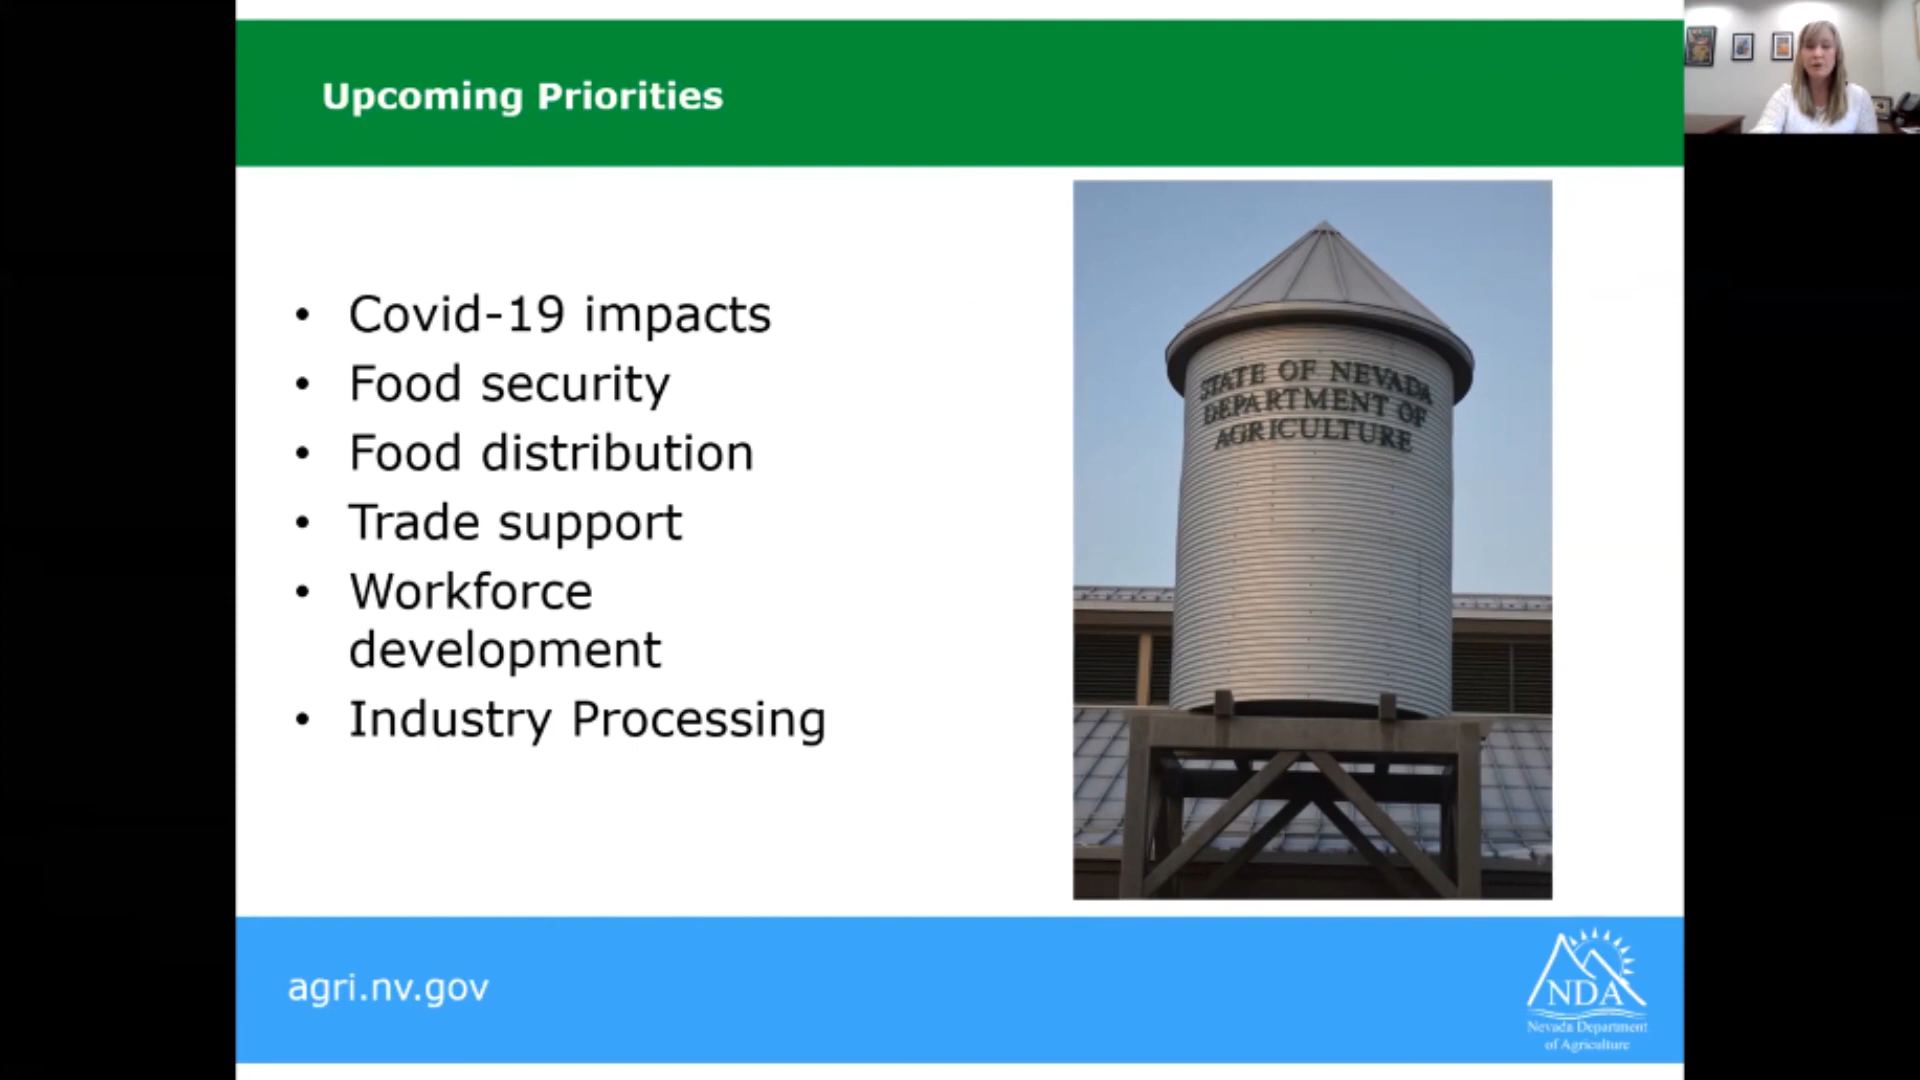 Upcoming Priorities
• Covid-19 impacts
• Food security
• Food distribution
• Trade support
• Workforce
development
• Industry Processing
STATE OF NEVADA
DEPARTMENT OF
AGRICULTURE
agri.nv.gov
NDA
Nevada Department
of Agriculture